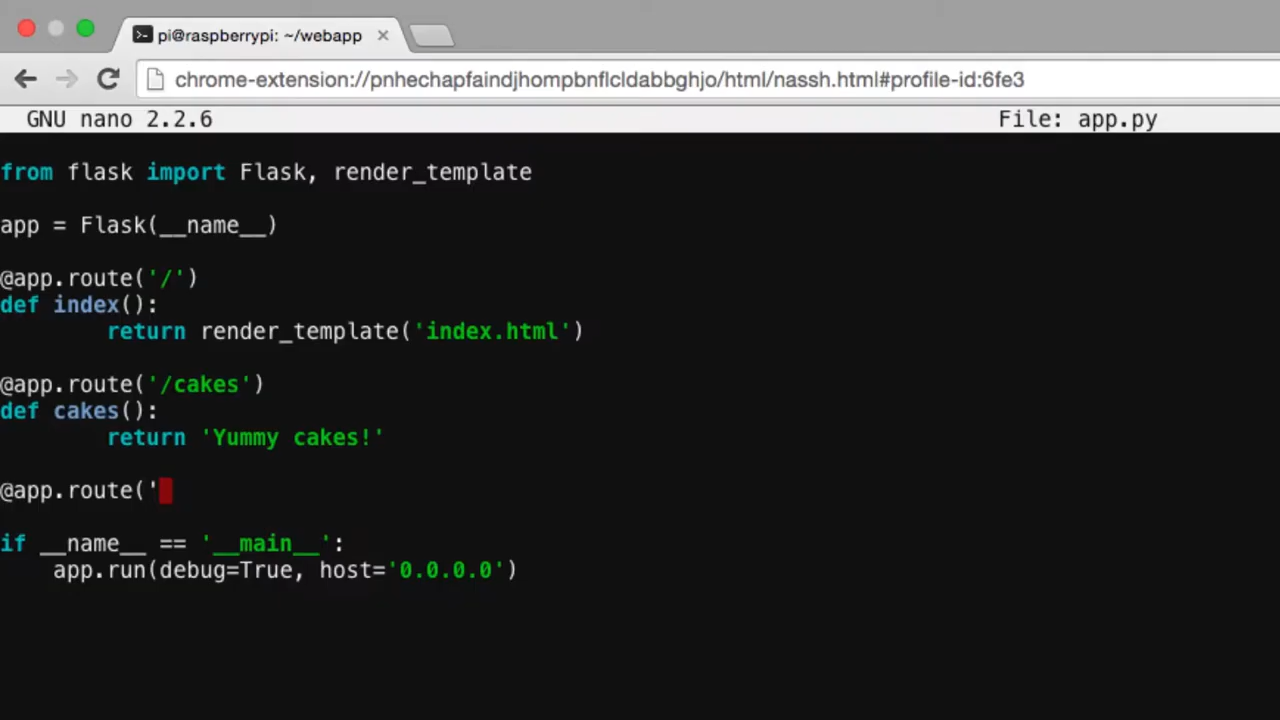 pi@raspberrypi: ~/webapp
chrome-extension://pnhechapfaindjhompbnflcldabbghjo/html/nassh.html#profile-id:6fe3
GNU nano 2.2.6 File: app.py
from flask import Flask, render_template
app = Flask(__name__)
@app.route('/')
def index():
return render_template('index.html')
@app.route('/cakes')
def cakes():
return 'Yummy cakes!'
@app.route('
if __name__ == '__main__':
app.run(debug=True, host='0.0.0.0')